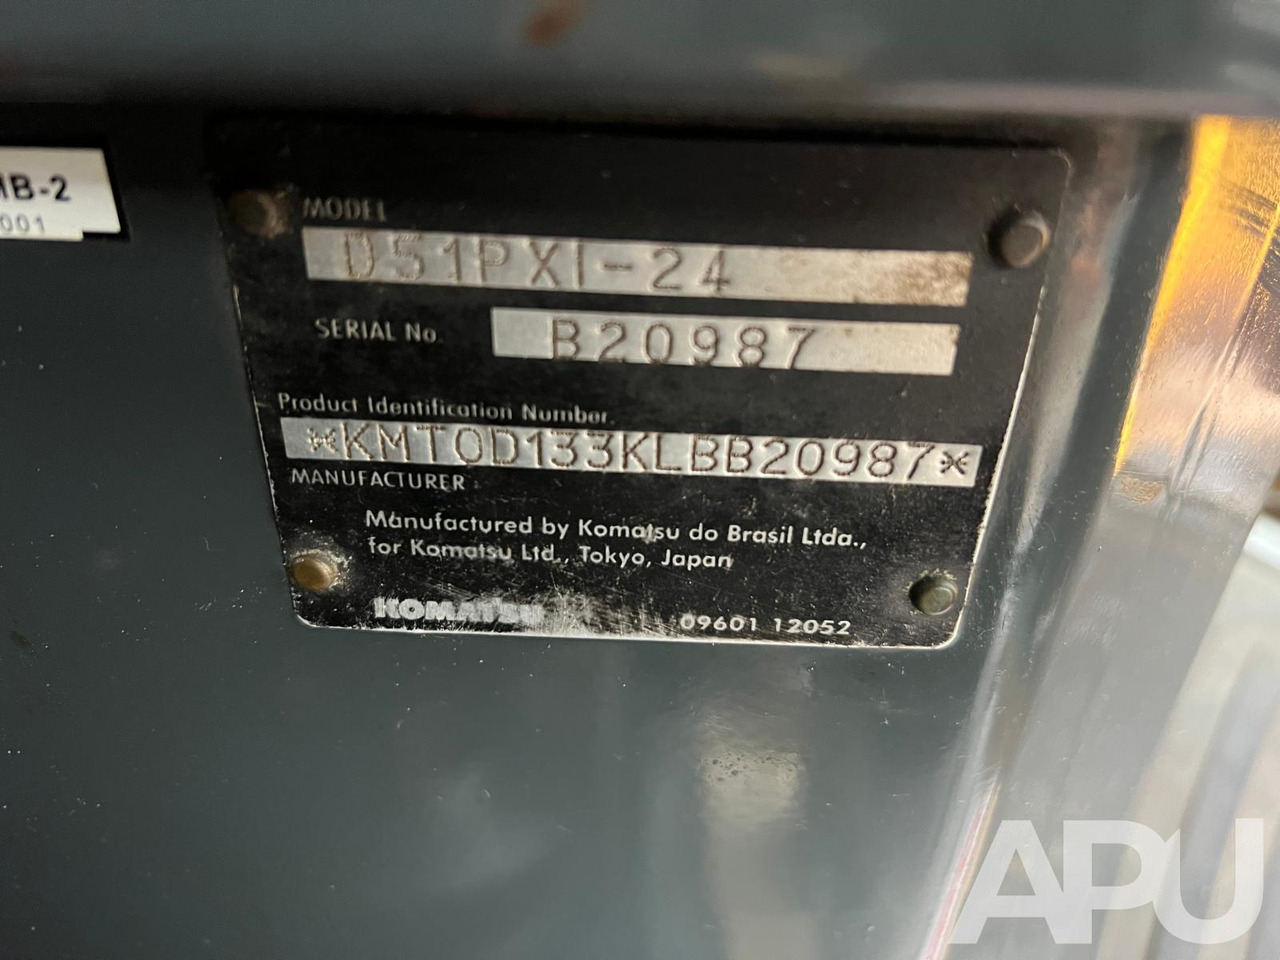 MB-2
001
MODEL
D51PXI-24
SERIAL No.
B20987
Product Identification Number.
*KMT0D133KLBB20987*
MANUFACTURER
Manufactured by Komatsu do Brasil Ltda.,
for Komatsu Ltd., Tokyo, Japan
KOMATSU
09601 12052
APU